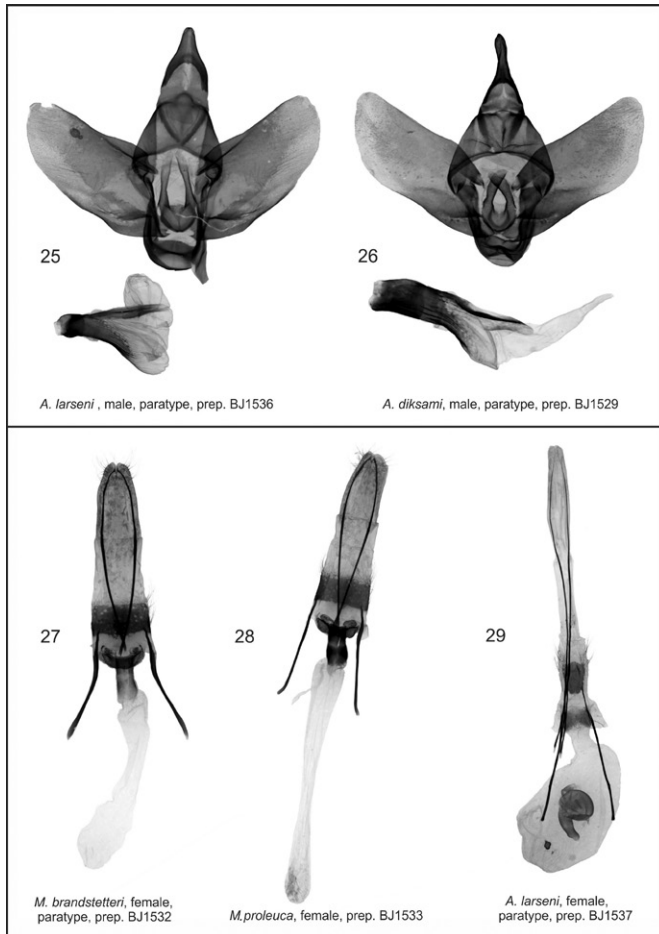 25
26
A. larseni , male, paratype, prep. BJ1536
A. diksami, male, paratype, prep. BJ1529
27
28
29
M. brandstetteri, female,
paratype, prep. BJ1532
M.proleuca, female, prep. BJ1533
A. larseni, female,
paratype, prep. BJ1537